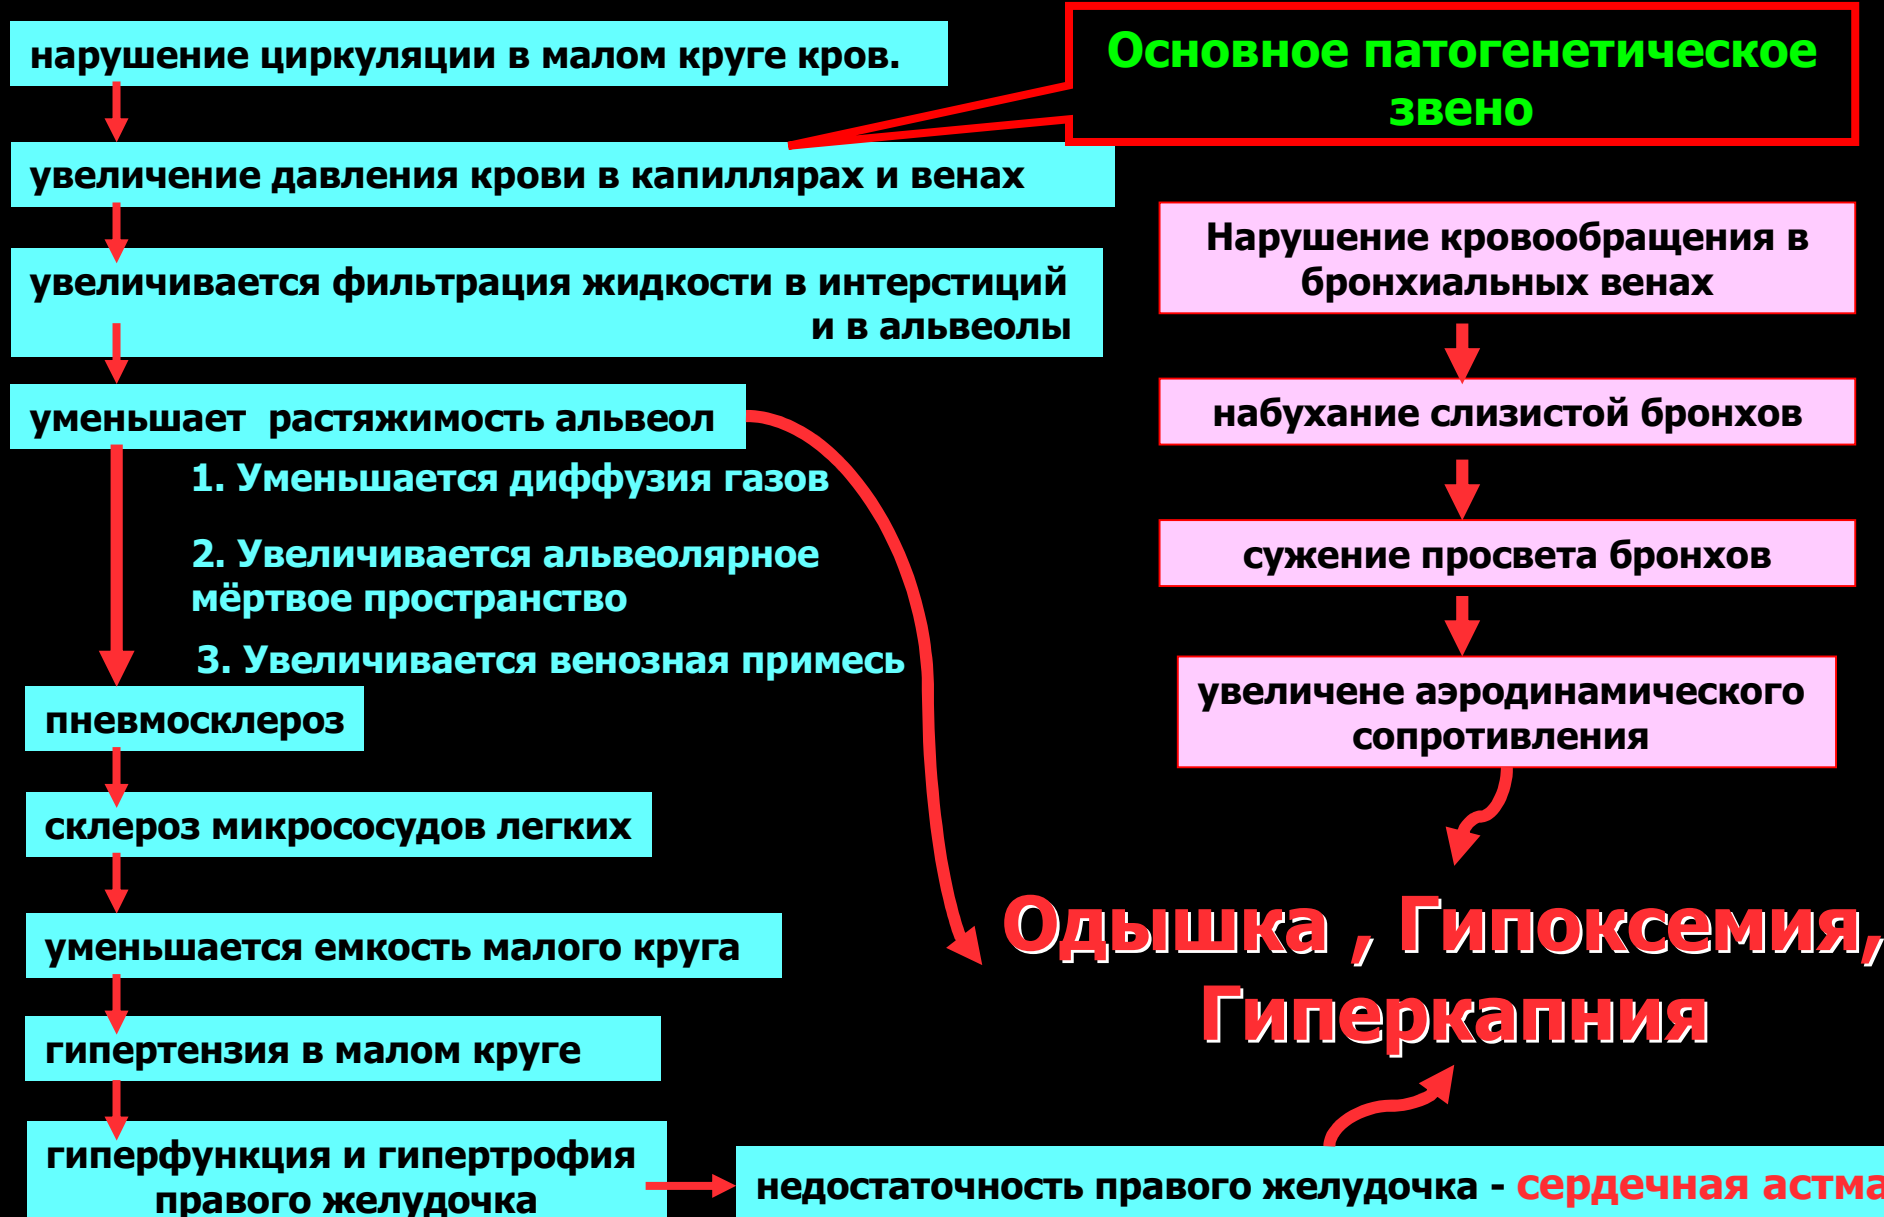 нарушение циркуляции в малом круге кров.
Основное патогенетическое
звено
увеличение давления крови в капиллярах и венах
увеличивается фильтрация жидкости в интерстиций
и в альвеолы
уменьшает растяжимость альвеол
1. Уменьшается диффузия газов
2. Увеличивается альвеолярное
мёртвое пространство
3. Увеличивается венозная примесь
пневмосклероз
склероз микрососудов легких
уменьшается емкость малого круга
гипертензия в малом круге
гиперфункция и гипертрофия
правого желудочка
недостаточность правого желудочка - сердечная астма
Нарушение кровообращения в
бронхиальных венах
набухание слизистой бронхов
сужение просвета бронхов
увеличене аэродинамического
сопротивления
Одышка , Гипоксемия,
Гиперкапния